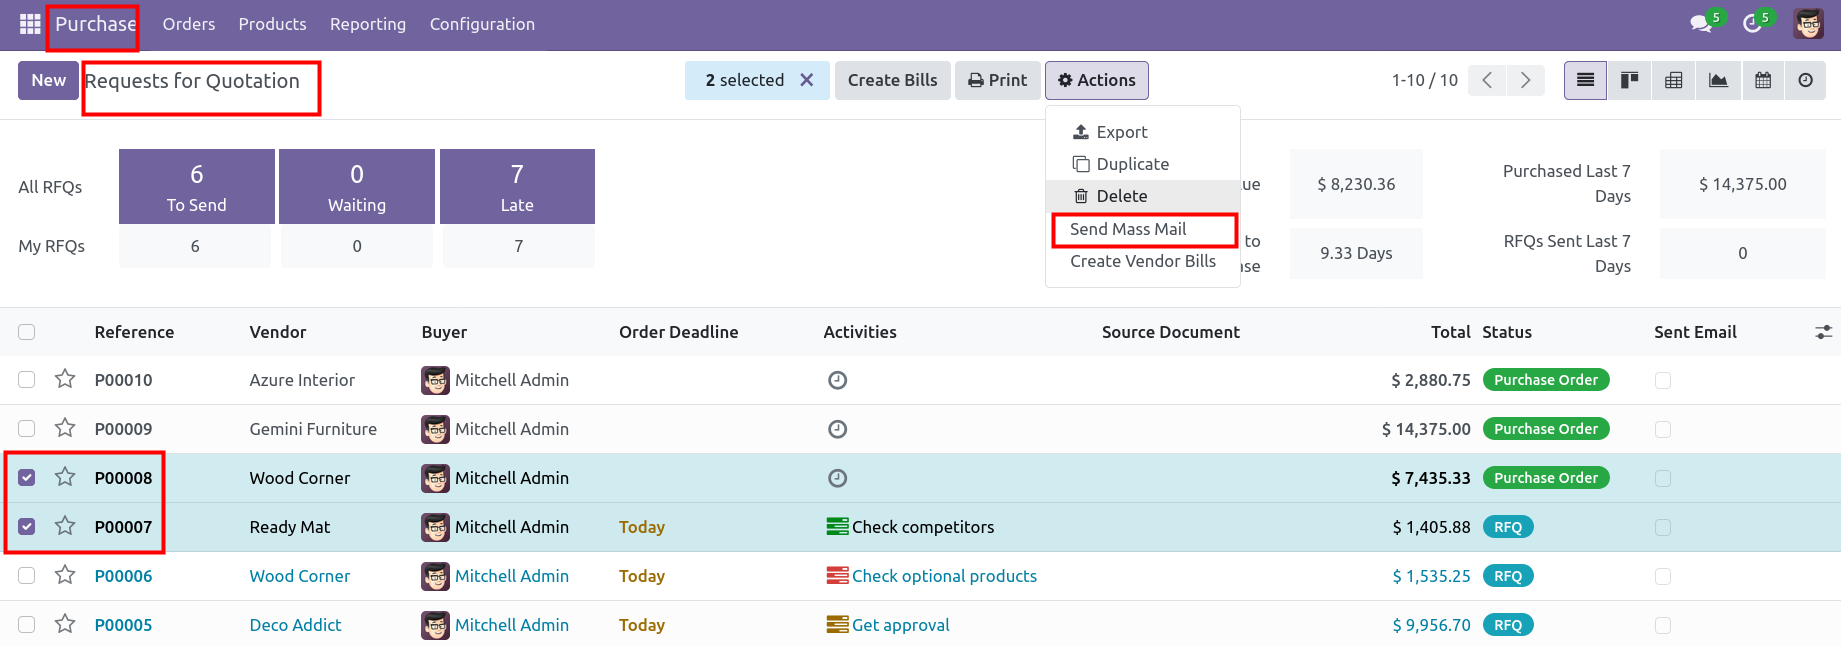 Purchase Orders Products Reporting Configuration 5 5
New Requests for Quotation 2 selected Create Bills Print Actions 1-10 / 10
Export
Duplicate
Delete
Send Mass Mail
Create Vendor Bills
All RFQs
6
To Send
0
Waiting
7
Late
My RFQs 6 0 7
ue $ 8,230.36
Purchased Last 7
Days
$ 14,375.00
to
ase
9.33 Days
RFQs Sent Last 7
Days
0
Reference Vendor Buyer Order Deadline Activities Source Document Total Status Sent Email
P00010 Azure Interior Mitchell Admin $ 2,880.75 Purchase Order
P00009 Gemini Furniture Mitchell Admin $ 14,375.00 Purchase Order
P00008 Wood Corner Mitchell Admin $ 7,435.33 Purchase Order
P00007 Ready Mat Mitchell Admin Today Check competitors $ 1,405.88 RFQ
P00006 Wood Corner Mitchell Admin Today Check optional products $ 1,535.25 RFQ
P00005 Deco Addict Mitchell Admin Today Get approval $ 9,956.70 RFQ